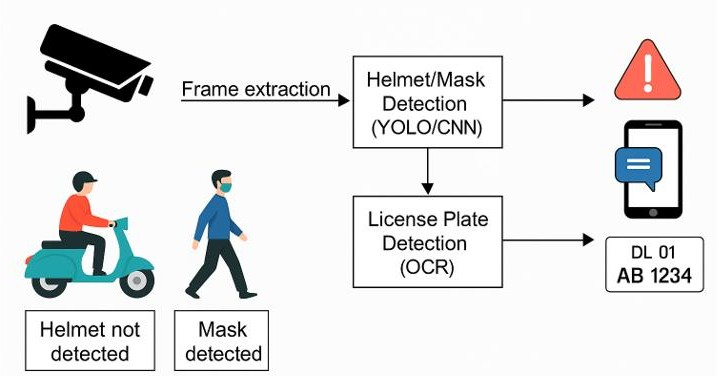 Frame extraction
Helmet/Mask
Detection
(YOLO/CNN)
License Plate
Detection
(OCR)
DL 01
AB 1234
Helmet not
detected
Mask
detected